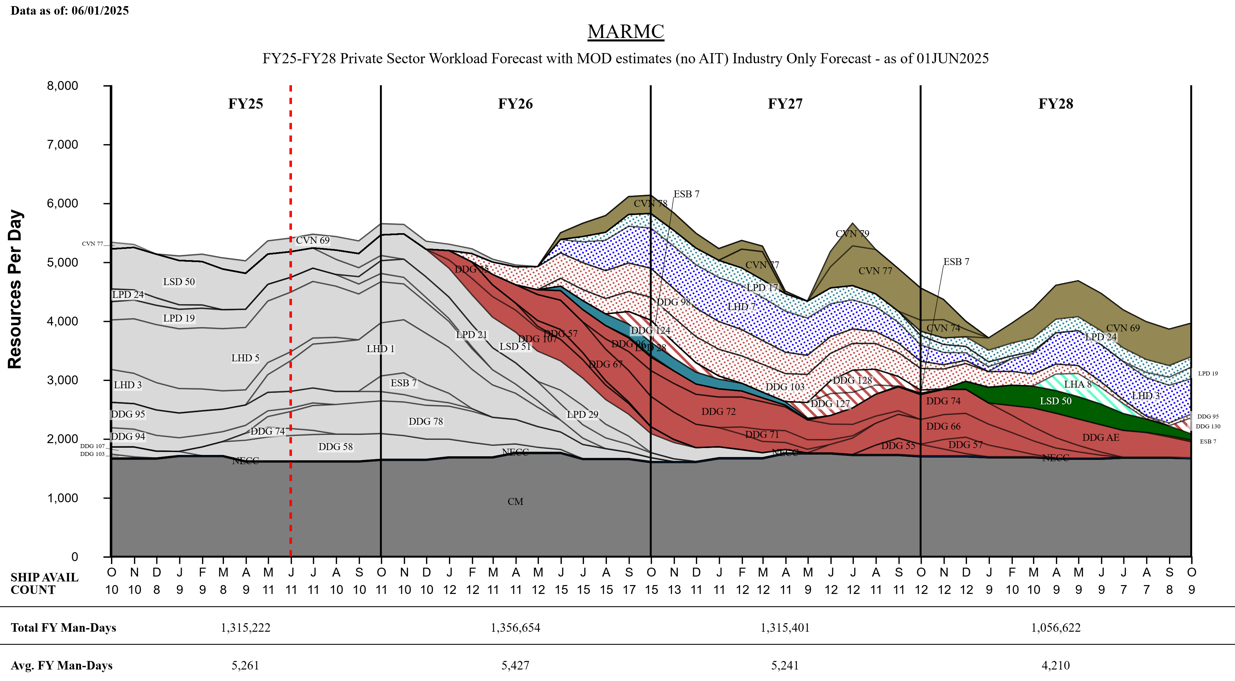 Data as of: 06/01/2025
MARMC
FY25-FY28 Private Sector Workload Forecast with MOD estimates (no AIT) Industry Only Forecast - as of 01JUN2025
Resources Per Day
8,000
7,000
6,000
5,000
4,000
3,000
2,000
1,000
0
FY25 FY26 FY27 FY28
CVN 77
LSD 50
LPD 24
LPD 19
LHD 5
LHD 3
DDG 95
DDG 94
DDG 107
DDG 103
DDG 74
NECC
DDG 58
CVN 69
LHD 1
ESB 7
DDG 78
LPD 21
LSD 51
LPD 29
NECC
CM
DDG 57
DDG 67
CVN 78
ESB 7
DDG 98
DDG 124
LHD 7
LPD 17
CVN 77
DDG 72
DDG 71
NECC
DDG 103
DDG 127
DDG 128
CVN 79
CVN 77
DDG 55
CVN 74
ESB 7
DDG 74
DDG 66
DDG 57
LSD 50
LHA 8
DDG AE
NECC
LPD 24
CVN 69
LHD 3
LPD 19
DDG 95
DDG 130
ESB 7
O N D J F M A M J J A S O N D J F M A M J J A S O N D J F M A M J J A S O N D J F M A M J J A S O
SHIP AVAIL COUNT 10 10 8 9 9 8 9 11 11 11 11 11 11 11 10 12 12 11 11 12 15 15 15 17 15 13 11 12 12 11 9 12 12 11 11 12 12 12 9 10 10 9 9 9 7 7 8 9
Total FY Man-Days 1,315,222 1,356,654 1,315,401 1,056,622
Avg. FY Man-Days 5,261 5,427 5,241 4,210